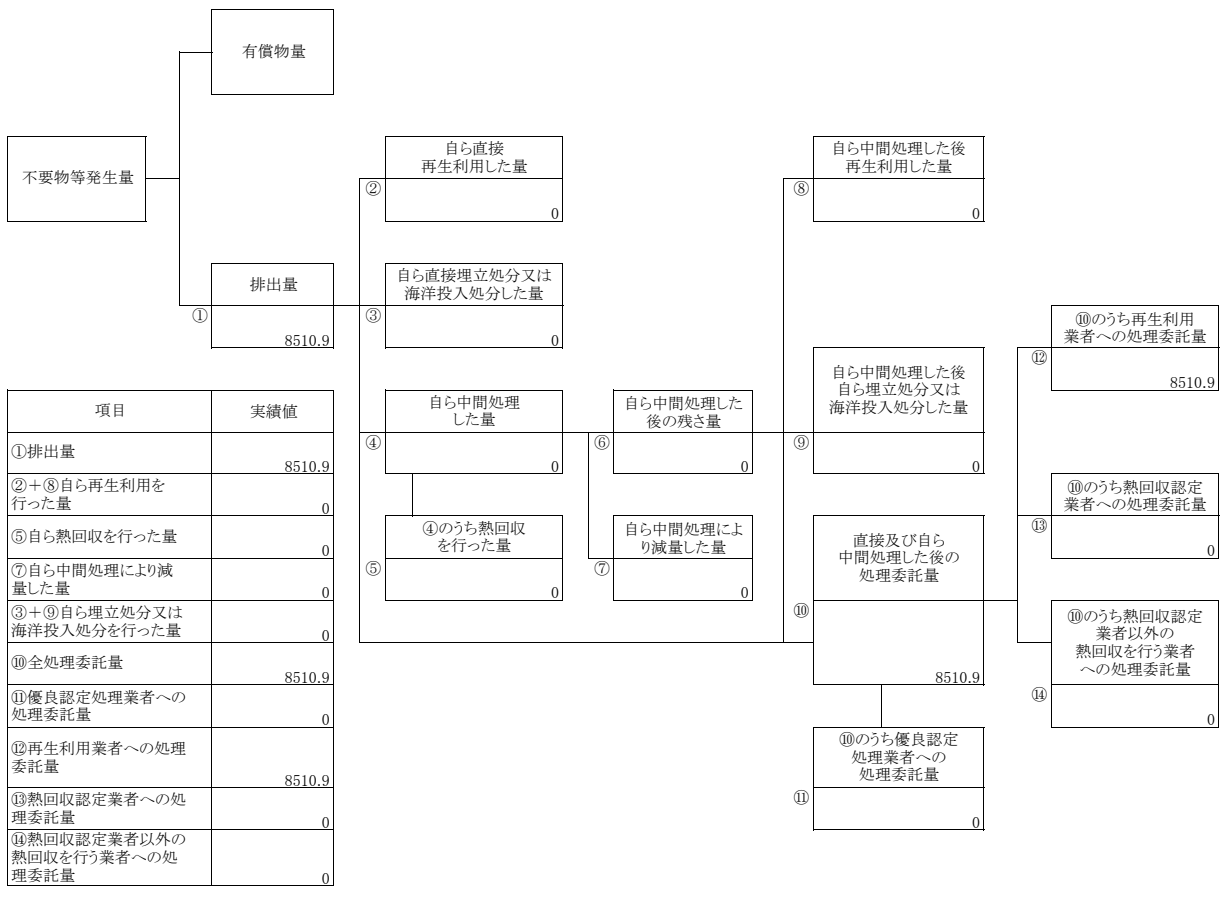 有償物量
不要物等発生量
排出量
①
8510.9
自ら直接
再生利用した量
②
0
自ら直接埋立処分又は
海洋投入処分した量
③
0
自ら中間処理
した量
④
0
④のうち熱回収
を行った量
⑤
0
自ら中間処理した
後の残さ量
⑥
0
自ら中間処理によ
り減量した量
⑦
0
自ら中間処理した後
再生利用した量
⑧
0
自ら中間処理した後
自ら埋立処分又は
海洋投入処分した量
⑨
0
直接及び自ら
中間処理した後の
処理委託量
⑩
8510.9
⑩のうち優良認定
処理業者への
処理委託量
⑪
0
⑩のうち再生利用
業者への処理委託量
⑫
8510.9
⑩のうち熱回収認定
業者への処理委託量
⑬
0
⑩のうち熱回収認定
業者以外の
熱回収を行う業者
への処理委託量
⑭
0
項目 実績値
①排出量
8510.9
②+⑧自ら再生利用を
行った量
0
⑤自ら熱回収を行った量
0
⑦自ら中間処理により減
量した量
0
③+⑨自ら埋立処分又は
海洋投入処分を行った量
0
⑩全処理委託量
8510.9
⑪優良認定処理業者への
処理委託量
0
⑫再生利用業者への処理
委託量
8510.9
⑬熱回収認定業者への処
理委託量
0
⑭熱回収認定業者以外の
熱回収を行う業者への処
理委託量
0